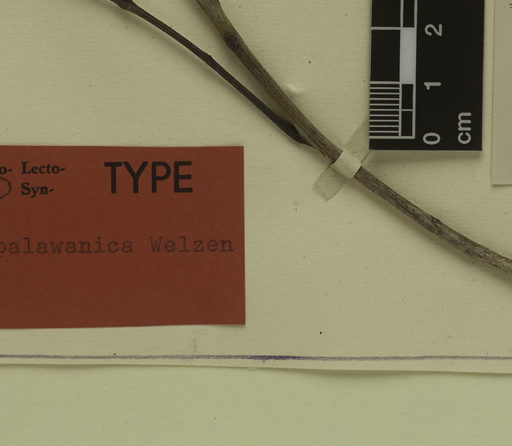 2
1
0
cm
o- Lecto-
Syn-
TYPE
palawanica Welzen